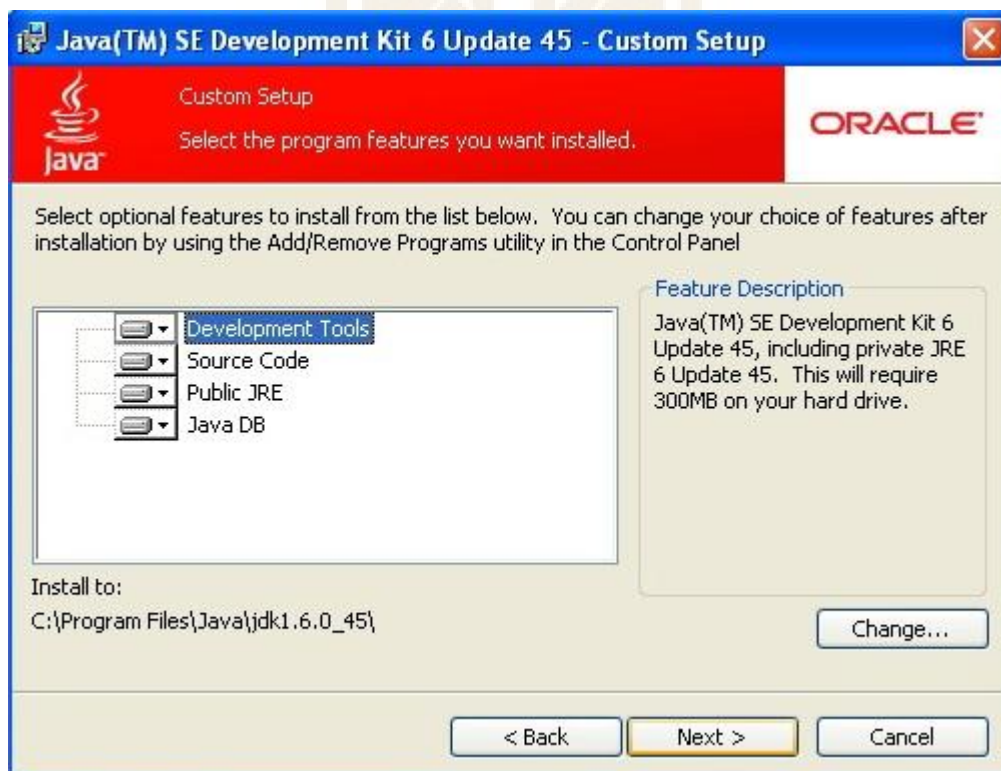 Java(TM) SE Development Kit 6 Update 45 - Custom Setup
Java
Custom Setup
Select the program features you want installed.
ORACLE
Select optional features to install from the list below. You can change your choice of features after
installation by using the Add/Remove Programs utility in the Control Panel
Development Tools
Source Code
Public JRE
Java DB
Feature Description
Java(TM) SE Development Kit 6
Update 45, including private JRE
6 Update 45. This will require
300MB on your hard drive.
Install to:
C:\Program Files\Java\jdk1.6.0_45\
Change...
< Back
Next >
Cancel